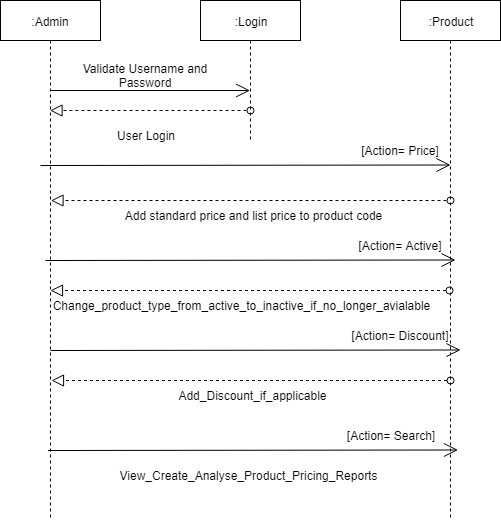 :Admin
:Login
:Product
Validate Username and
Password
User Login
[Action= Price]
Add standard price and list price to product code
[Action= Active]
Change_product_type_from_active_to_inactive_if_no_longer_avialable
[Action= Discount]
Add_Discount_if_applicable
[Action= Search]
View_Create_Analyse_Product_Pricing_Reports